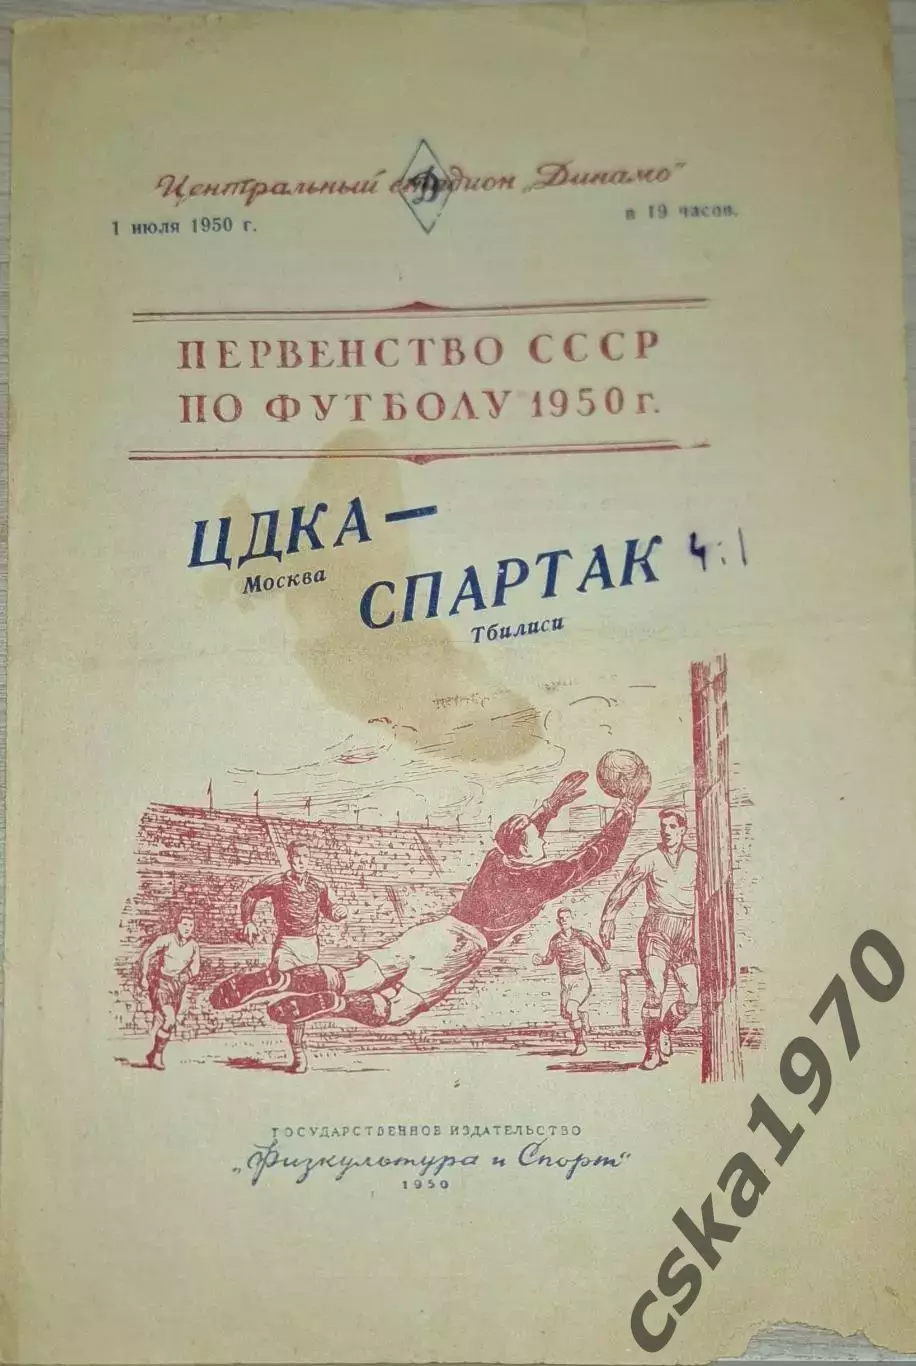 Центральный стадион „Динамо"
1 июля 1950 г.
в 19 часов.
ПЕРВЕНСТВО СССР
ПО ФУТБОЛУ 1950 г.
ЦДКА —
Москва
СПАРТАК 4:1
Тбилиси
ГОСУДАРСТВЕННОЕ ИЗДАТЕЛЬСТВО
„Физкультура и Спорт"
1950
cska1970